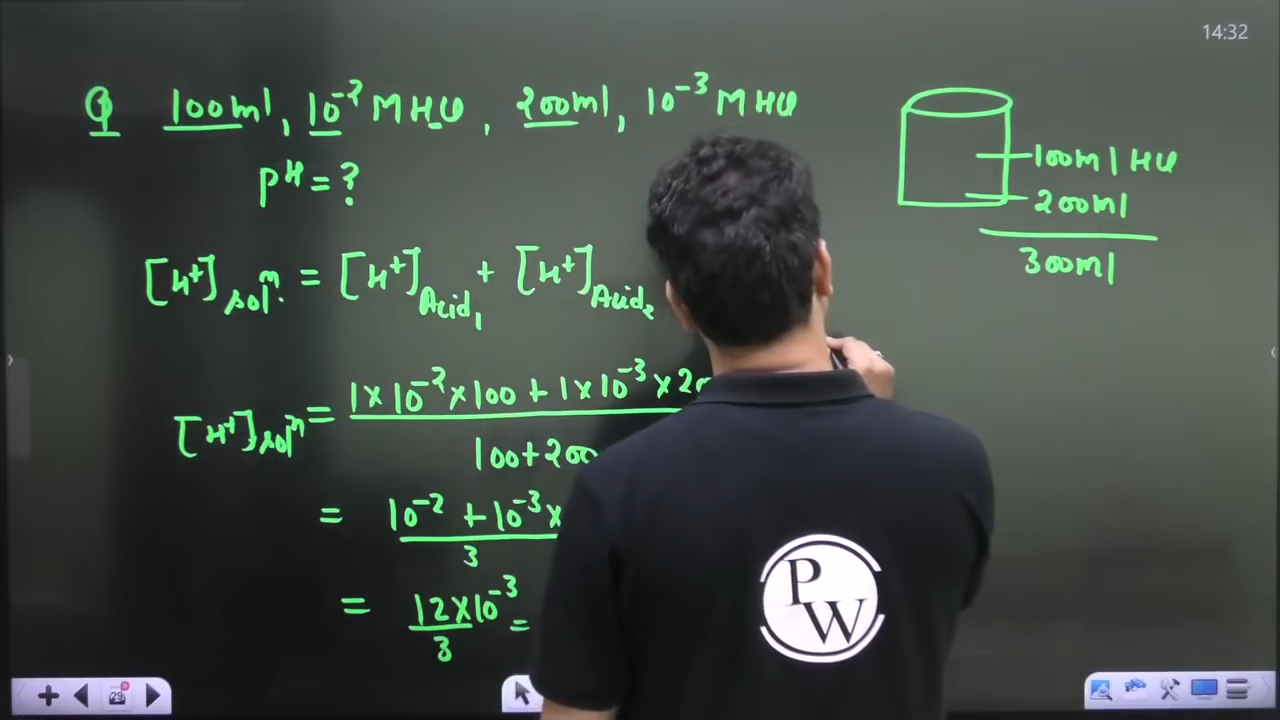 14:32
Q 100ml, 10⁻² M HCl, 200ml, 10⁻³ M HCl
pH = ?
100ml HCl
200ml
300ml
[H⁺]solⁿ. = [H⁺]Acid₁ + [H⁺]Acid₂
[H⁺]solⁿ = 1×10⁻²×100 + 1×10⁻³×20
100+200
= 10⁻² + 10⁻³×
3
= 12×10⁻³ =
3
29
PW